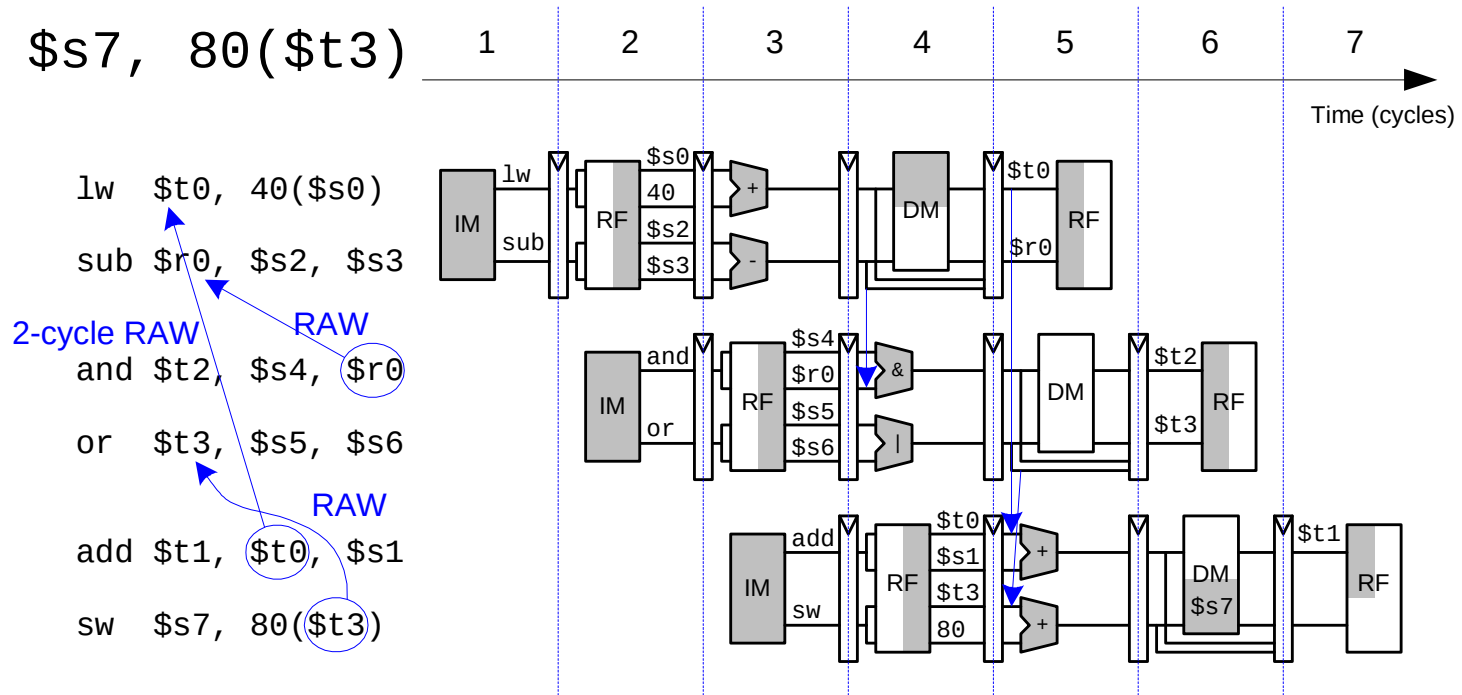 $s7, 80($t3)
1 2 3 4 5 6 7
Time (cycles)
lw $t0, 40($s0)
sub $r0, $s2, $s3
2-cycle RAW
RAW
and $t2, $s4, $r0
or $t3, $s5, $s6
RAW
add $t1, $t0, $s1
sw $s7, 80($t3)
IM
lw
sub
RF
$s0
40
$s2
$s3
+
-
DM
$t0
$r0
RF
IM
and
or
RF
$s4
$r0
$s5
$s6
&
|
DM
$t2
$t3
RF
IM
add
sw
RF
$t0
$s1
$t3
80
+
+
DM
$s7
$t1
RF